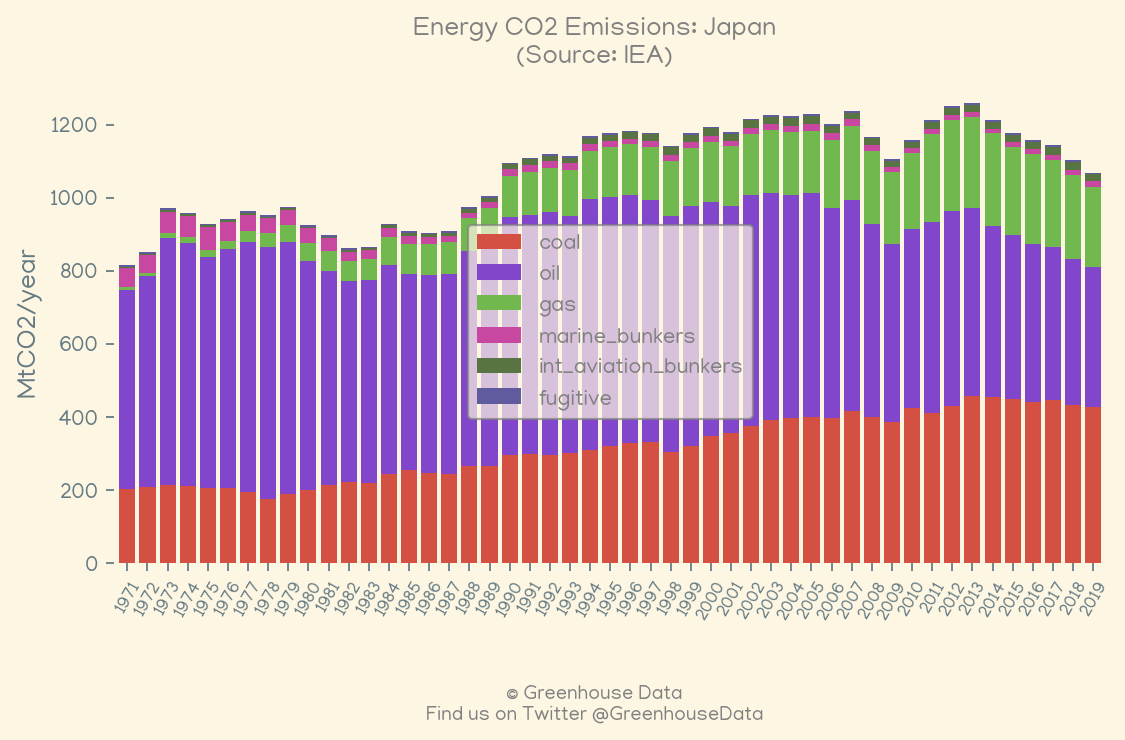 Energy CO2 Emissions: Japan
(Source: IEA)
MtCO2/year
1200
1000
800
600
400
200
0
coal
oil
gas
marine_bunkers
int_aviation_bunkers
fugitive
1971 1972 1973 1974 1975 1976 1977 1978 1979 1980 1981 1982 1983 1984 1985 1986 1987 1988 1989 1990 1991 1992 1993 1994 1995 1996 1997 1998 1999 2000 2001 2002 2003 2004 2005 2006 2007 2008 2009 2010 2011 2012 2013 2014 2015 2016 2017 2018 2019
© Greenhouse Data
Find us on Twitter @GreenhouseData